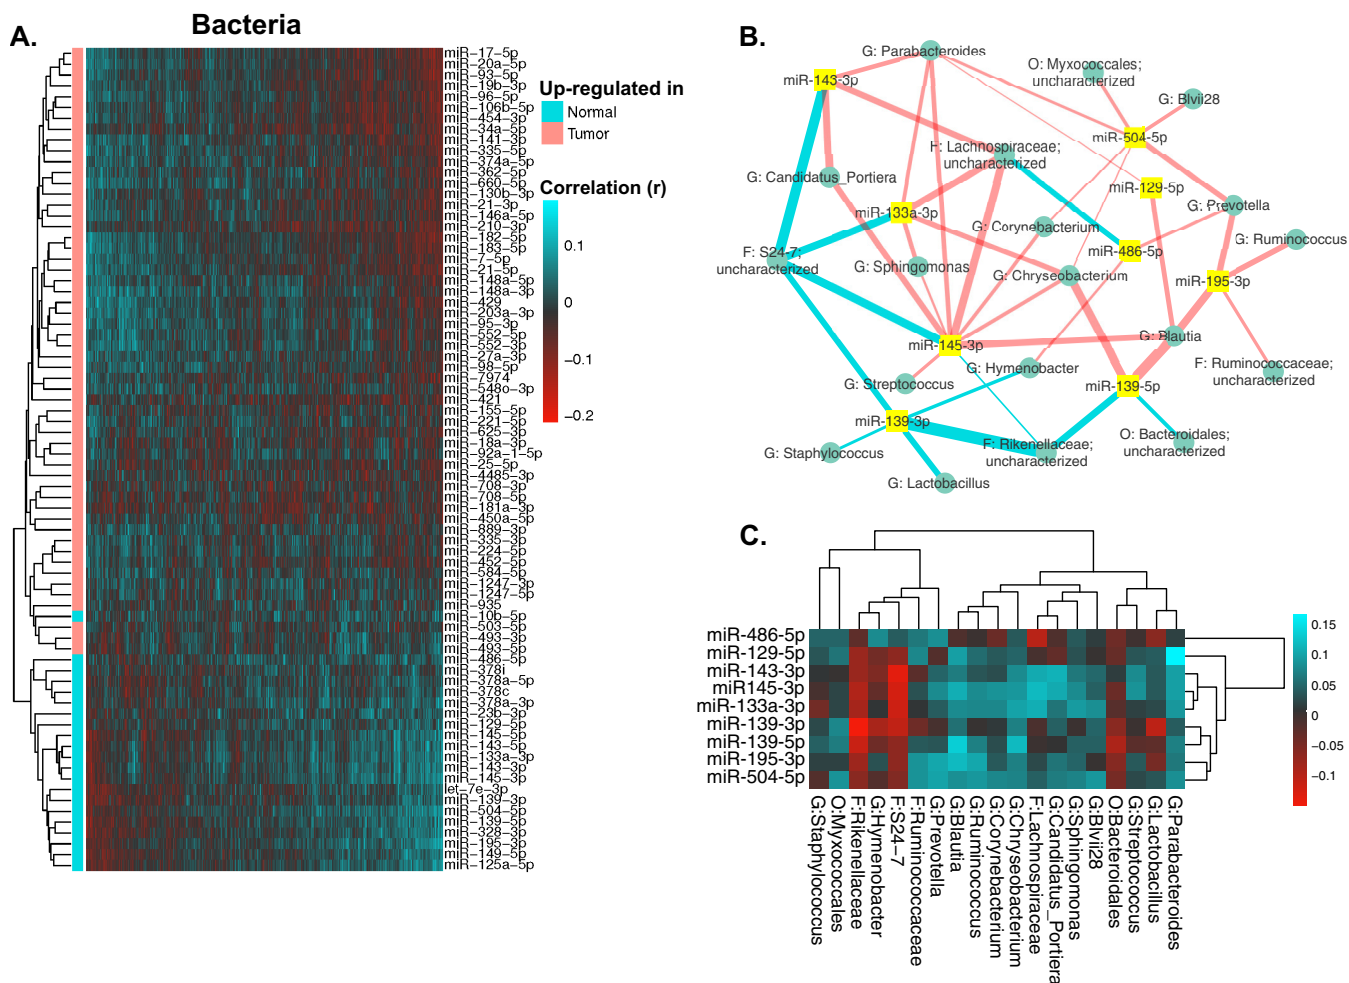 A.
Bacteria
miR−17−5p
miR−20a−5p
miR−93−5p
miR−19b−3p
miR−96−5p
miR−106b−5p
miR−454−3p
miR−34a−5p
miR−141−3p
miR−335−5p
miR−374a−5p
miR−362−5p
miR−660−5p
miR−130b−3p
miR−21−3p
miR−146a−5p
miR−210−3p
miR−182−5p
miR−183−5p
miR−7−5p
miR−21−5p
miR−148a−5p
miR−148a−3p
miR−429
miR−203a−3p
miR−95−3p
miR−552−5p
miR−552−3p
miR−27a−3p
miR−98−5p
miR−7974
miR−548o−3p
miR−421
miR−155−5p
miR−221−5p
miR−625−3p
miR−18a−3p
miR−92a−1−5p
miR−25−5p
miR−4485−3p
miR−708−3p
miR−708−5p
miR−181a−3p
miR−450a−5p
miR−889−3p
miR−335−3p
miR−224−5p
miR−452−5p
miR−584−5p
miR−1247−3p
miR−1247−5p
miR−935
miR−10b−5p
miR−503−5p
miR−493−3p
miR−493−5p
miR−486−5p
miR−378i
miR−378a−5p
miR−378c
miR−378a−3p
miR−23b−3p
miR−129−5p
miR−145−5p
miR−143−5p
miR−133a−3p
miR−143−3p
miR−145−3p
let−7e−3p
miR−139−3p
miR−504−5p
miR−139−5p
miR−328−3p
miR−195−3p
miR−149−5p
miR−125a−5p
Up-regulated in
Normal
Tumor
Correlation (r)
0.1
0
−0.1
−0.2
B.
G: Parabacteroides
O: Myxococcales;
uncharacterized
miR-143-3p
G: Blvii28
miR-504-5p
F: Lachnospiraceae;
uncharacterized
G: Candidatus_Portiera
miR-129-5p
G: Prevotella
miR-133a-3p
G: Corynebacterium
G: Ruminococcus
F: S24-7;
uncharacterized
miR-486-5p
G: Sphingomonas
G: Chryseobacterium
miR-195-3p
miR-145-3p
G: Blautia
G: Hymenobacter
F: Ruminococcaceae;
uncharacterized
G: Streptococcus
miR-139-5p
miR-139-3p
G: Staphylococcus
F: Rikenellaceae;
uncharacterized
O: Bacteroidales;
uncharacterized
G: Lactobacillus
C.
miR-486-5p
miR-129-5p
miR-143-3p
miR145-3p
miR-133a-3p
miR-139-3p
miR-139-5p
miR-195-3p
miR-504-5p
0.15
0.1
0.05
0
−0.05
−0.1
G:Staphylococcus
O:Myxococcales
F:Rikenellaceae
G:Hymenobacter
F:S24−7
F:Ruminococcaceae
G:Prevotella
G:Blautia
G:Ruminococcus
G:Corynebacterium
G:Chryseobacterium
F:Lachnospiraceae
G:Candidatus_Portiera
G:Sphingomonas
G:Blvii28
O:Bacteroidales
G:Streptococcus
G:Lactobacillus
G:Parabacteroides